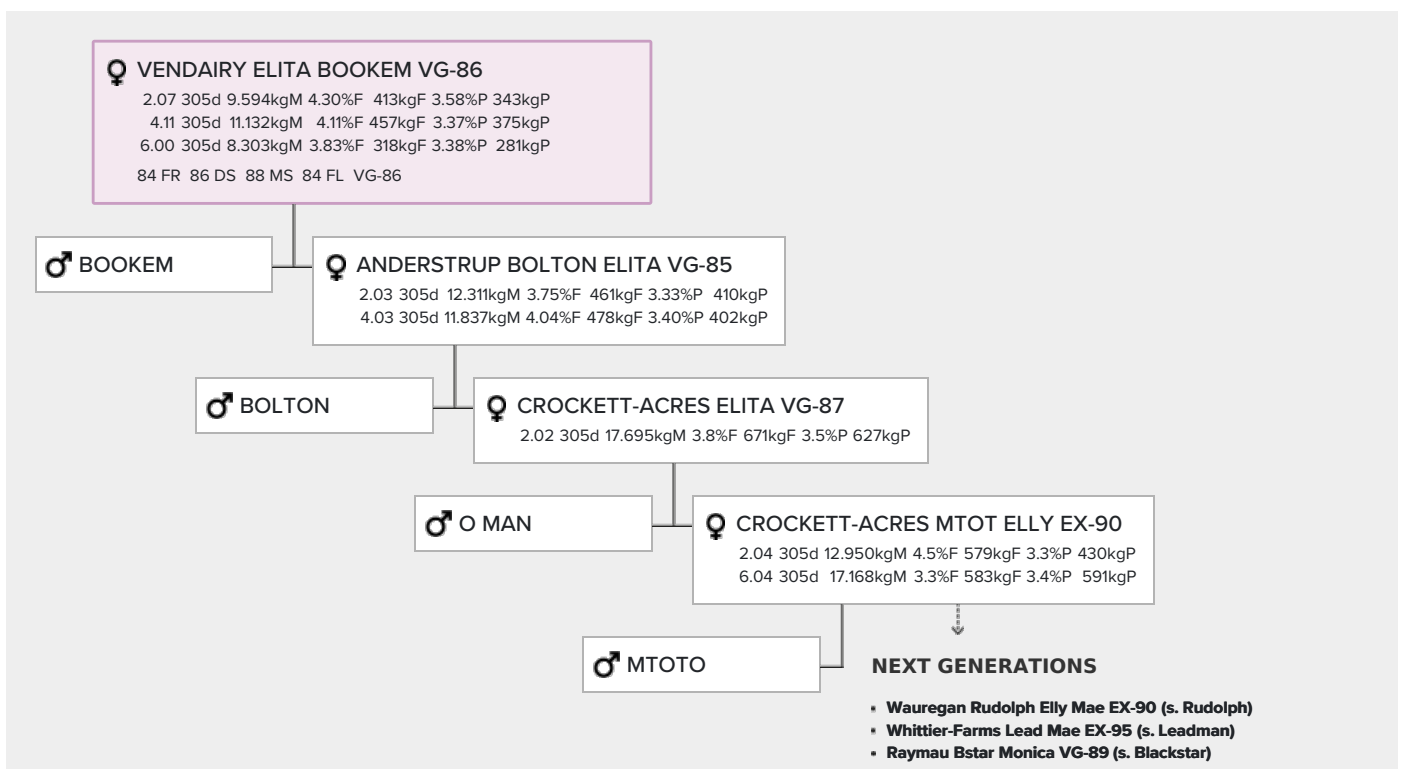 VENDAIRY ELITA BOOKEM VG-86
2.07 305d 9.594kgM 4.30%F 413kgF 3.58%P 343kgP
4.11 305d 11.132kgM 4.11%F 457kgF 3.37%P 375kgP
6.00 305d 8.303kgM 3.83%F 318kgF 3.38%P 281kgP
84 FR 86 DS 88 MS 84 FL VG-86
BOOKEM
ANDERSTRUP BOLTON ELITA VG-85
2.03 305d 12.311kgM 3.75%F 461kgF 3.33%P 410kgP
4.03 305d 11.837kgM 4.04%F 478kgF 3.40%P 402kgP
BOLTON
CROCKETT-ACRES ELITA VG-87
2.02 305d 17.695kgM 3.8%F 671kgF 3.5%P 627kgP
O MAN
CROCKETT-ACRES MTOT ELLY EX-90
2.04 305d 12.950kgM 4.5%F 579kgF 3.3%P 430kgP
6.04 305d 17.168kgM 3.3%F 583kgF 3.4%P 591kgP
MTOTO
NEXT GENERATIONS
Wauregan Rudolph Elly Mae EX-90 (s. Rudolph)
Whittier-Farms Lead Mae EX-95 (s. Leadman)
Raymau Bstar Monica VG-89 (s. Blackstar)